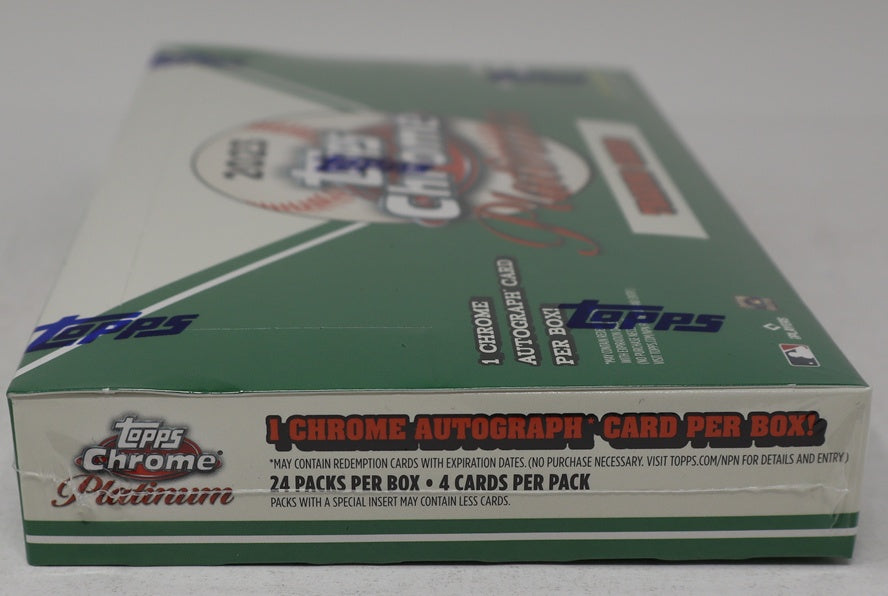 2023
Topps
Chrome
Platinum
1 CHROME
AUTOGRAPH* CARD
PER BOX!
topps
topps
Topps
Chrome
Platinum
1 CHROME AUTOGRAPH* CARD PER BOX!
*MAY CONTAIN REDEMPTION CARDS WITH EXPIRATION DATES. (NO PURCHASE NECESSARY. VISIT TOPPS.COM/NPN FOR DETAILS AND ENTRY)
24 PACKS PER BOX • 4 CARDS PER PACK
PACKS WITH A SPECIAL INSERT MAY CONTAIN LESS CARDS.